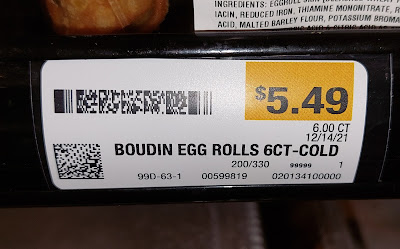 INGREDIENTS: EGGROLL SKIN
IACIN, REDUCED IRON, THIAMINE MONONITRATE, R
ACID, MALTED BARLEY FLOUR, POTASSIUM BROMA
$5.49
6.00 CT
12/14/21
BOUDIN EGG ROLLS 6CT-COLD
200/330 99999 1
99D-63-1 00599819 020134100000